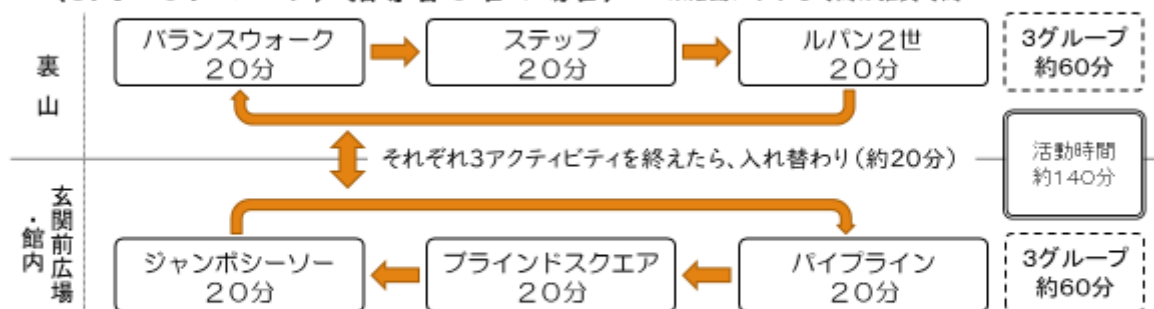 バランスウォーク
20分
ステップ
20分
ルパン2世
20分
3グループ
約60分
裏山
それぞれ3アクティビティを終えたら、入れ替わり(約20分)
活動時間
約140分
玄関前広場
・館内
ジャンボシーソー
20分
ブラインドスクエア
20分
パイプライン
20分
3グループ
約60分